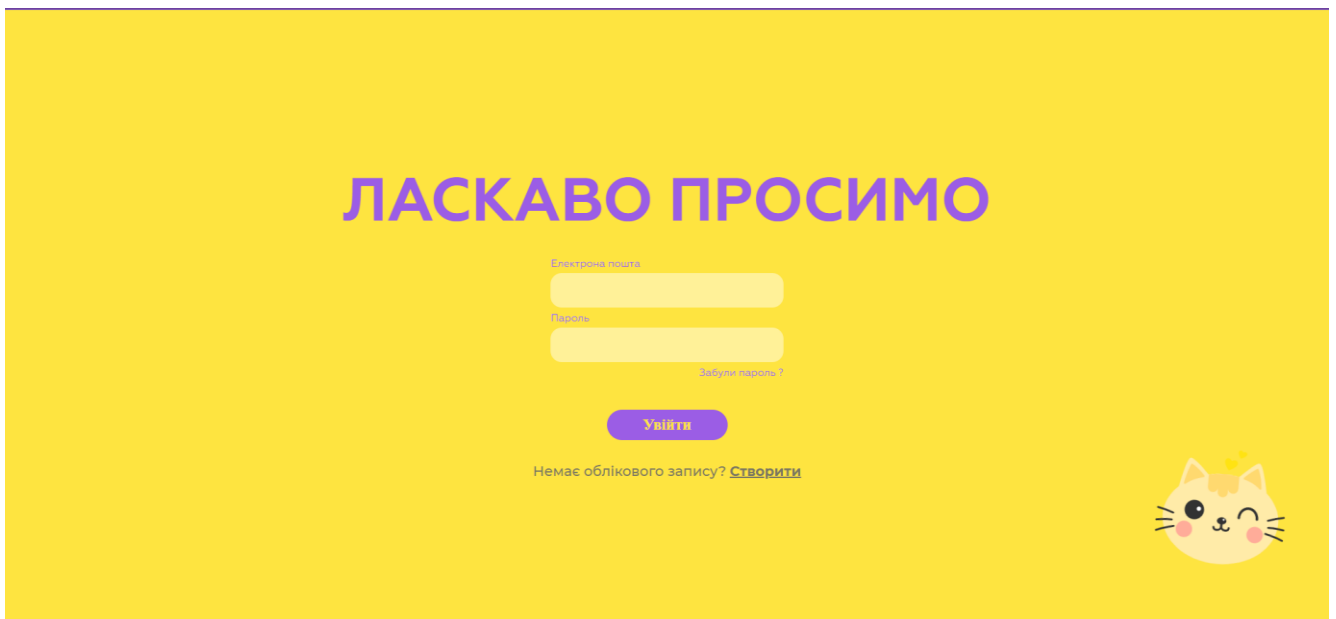 ЛАСКАВО ПРОСИМО
Електрона пошта
Пароль
Забули пароль ?
Увійти
Немає облікового запису? Створити